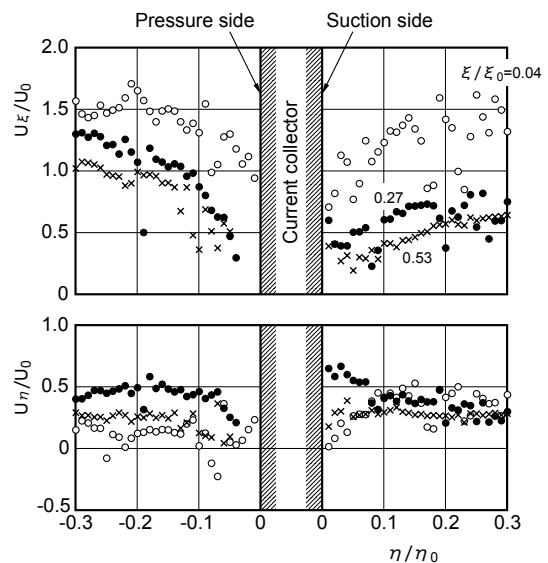 Pressure side Suction side
2.0
ξ/ξ0=0.04
1.5
Uξ/U0
1.0
Current collector
0.27
0.5
0.53
0
1.0
0.5
Uη/U0
0
-0.5
-0.3 -0.2 -0.1 0 0 0.1 0.2 0.3
η/η0